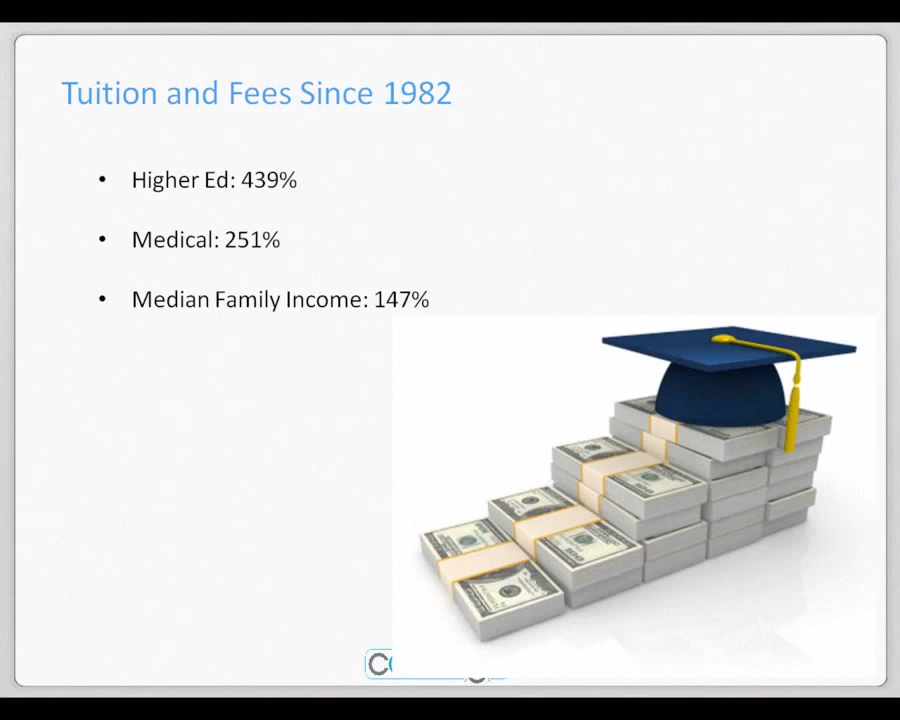 Tuition and Fees Since 1982
• Higher Ed: 439%
• Medical: 251%
• Median Family Income: 147%